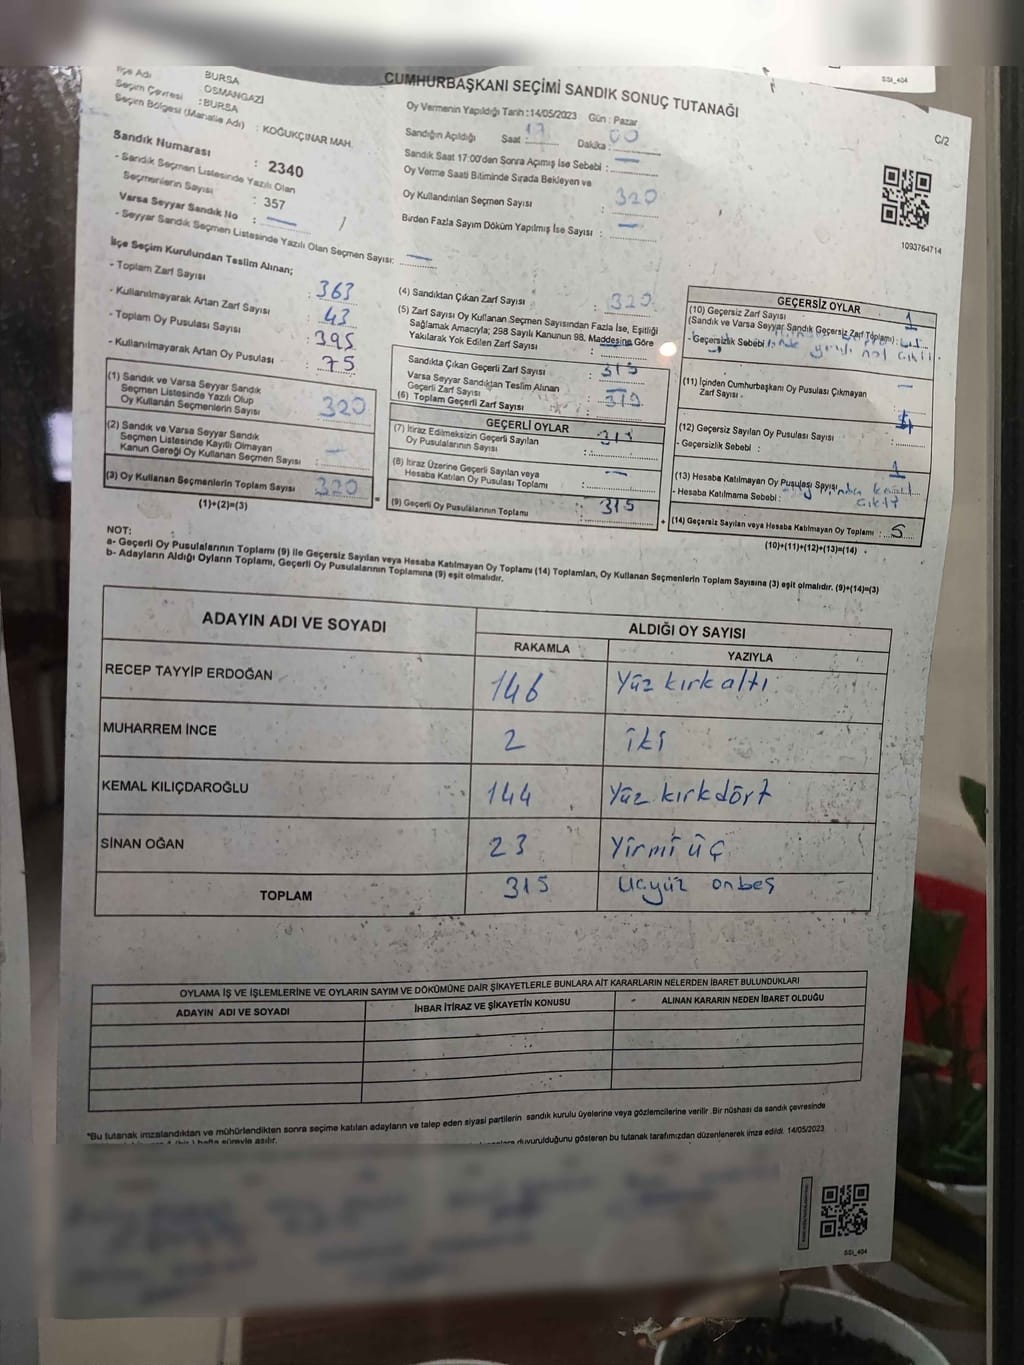 SSI_404
CUMHURBAŞKANI SEÇİMİ SANDIK SONUÇ TUTANAĞI
C/2
İlçe Adı
Seçim Çevresi
Seçim Bölgesi (Mahalle Adı)
BURSA
: OSMANGAZİ
: BURSA
: KOĞUKÇINAR MAH.
Sandık Numarası : 2340
- Sandık Seçmen Listesinde Yazılı Olan
Seçmenlerin Sayısı : 357
Varsa Seyyar Sandık No : —
- Seyyar Sandık Seçmen Listesinde Yazılı Olan Seçmen Sayısı: —
Oy Vermenin Yapıldığı Tarih :14/05/2023 Gün : Pazar
Sandığın Açıldığı Saat : 17 Dakika : 00
Sandık Saat 17:00'den Sonra Açımış İse Sebebi : —
Oy Verme Saati Bitiminde Sırada Bekleyen ve
Oy Kullandırılan Seçmen Sayısı : 320
Birden Fazla Sayım Döküm Yapılmış İse Sayısı : —
1093764714
İlçe Seçim Kurulundan Teslim Alınan;
- Toplam Zarf Sayısı : 363
- Kullanılmayarak Artan Zarf Sayısı : 43
- Toplam Oy Pusulası Sayısı : 395
- Kullanılmayarak Artan Oy Pusulası : 75
(1) Sandık ve Varsa Seyyar Sandık
Seçmen Listesinde Yazılı Olup
Oy Kullanan Seçmenlerin Sayısı 320
(2) Sandık ve Varsa Seyyar Sandık
Seçmen Listesinde Kayıtlı Olmayan
Kanun Gereği Oy Kullanan Seçmen Sayısı : —
(3) Oy Kullanan Seçmenlerin Toplam Sayısı 320
(1)+(2)=(3)
(4) Sandıktan Çıkan Zarf Sayısı : 320
(5) Zarf Sayısı Oy Kullanan Seçmen Sayısından Fazla İse, Eşitliği
Sağlamak Amacıyla; 298 Sayılı Kanunun 98. Maddesine Göre
Yakılarak Yok Edilen Zarf Sayısı : —
Sandıkta Çıkan Geçerli Zarf Sayısı :
Varsa Seyyar Sandıktan Teslim Alınan
Geçerli Zarf Sayısı : —
(6) Toplam Geçerli Zarf Sayısı : 319
GEÇERLİ OYLAR
(7) İtiraz Edilmeksizin Geçerli Sayılan
Oy Pusulalarının Sayısı :
(8) İtiraz Üzerine Geçerli Sayılan veya
Hesaba Katılan Oy Pusulası Toplamı : —
(9) Geçerli Oy Pusulalarının Toplamı : 315
GEÇERSİZ OYLAR
(10) Geçersiz Zarf Sayısı 1
(Sandık ve Varsa Seyyar Sandık Geçersiz Zarf Toplamı) :
- Geçersizlik Sebebi :
(11) İçinden Cumhurbaşkanı Oy Pusulası Çıkmayan
Zarf Sayısı : —
(12) Geçersiz Sayılan Oy Pusulası Sayısı :
- Geçersizlik Sebebi :
(13) Hesaba Katılmayan Oy Pusulası Sayısı 1
- Hesaba Katılmama Sebebi : çıktı
(14) Geçersiz Sayılan veya Hesaba Katılmayan Oy Toplamı : 5
(10)+(11)+(12)+(13)=(14)
NOT:
a- Geçerli Oy Pusulalarının Toplamı (9) ile Geçersiz Sayılan veya Hesaba Katılmayan Oy Toplamı (14) Toplamları, Oy Kullanan Seçmenlerin Toplam Sayısına (3) eşit olmalıdır. (9)+(14)=(3)
b- Adayların Aldığı Oyların Toplamı, Geçerli Oy Pusulalarının Toplamına (9) eşit olmalıdır.
ADAYIN ADI VE SOYADI ALDIĞI OY SAYISI
RAKAMLA YAZIYLA
RECEP TAYYİP ERDOĞAN 146 Yüz kırk altı
MUHARREM İNCE 2 iki
KEMAL KILIÇDAROĞLU 144 Yüz kırkdört
SİNAN OĞAN 23 Yirmi üç
TOPLAM 315 Üçyüz onbeş
OYLAMA İŞ VE İŞLEMLERİNE VE OYLARIN SAYIM VE DÖKÜMÜNE DAİR ŞİKAYETLERLE BUNLARA AİT KARARLARIN NELERDEN İBARET BULUNDUKLARI
ADAYIN ADI VE SOYADI İHBAR İTİRAZ VE ŞİKAYETİN KONUSU ALINAN KARARIN NEDEN İBARET OLDUĞU
*Bu tutanak imzalandıktan ve mühürlendikten sonra seçime katılan adayların ve talep eden siyasi partilerin sandık kurulu üyelerine veya gözlemcilerine verilir .Bir nüshası da sandık çevresinde
hafta süreyle asılır. duyurulduğunu gösteren bu tutanak tarafımızdan düzenlenerek imza edildi. 14/05/2023
SSI_404